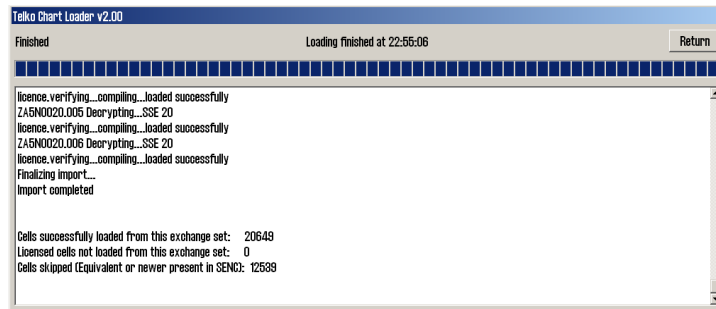 Telko Chart Loader v2.00
Finished
Loading finished at 22:55:06
Return
licence.verifying...compiling...loaded successfully
ZA5N0020.005 Decrypting...SSE 20
licence.verifying...compiling...loaded successfully
ZA5N0020.006 Decrypting...SSE 20
licence.verifying...compiling...loaded successfully
Finalizing import...
Import completed
Cells successfully loaded from this exchange set: 20649
Licensed cells not loaded from this exchange set: 0
Cells skipped (Equivalent or newer present in SENC): 12539